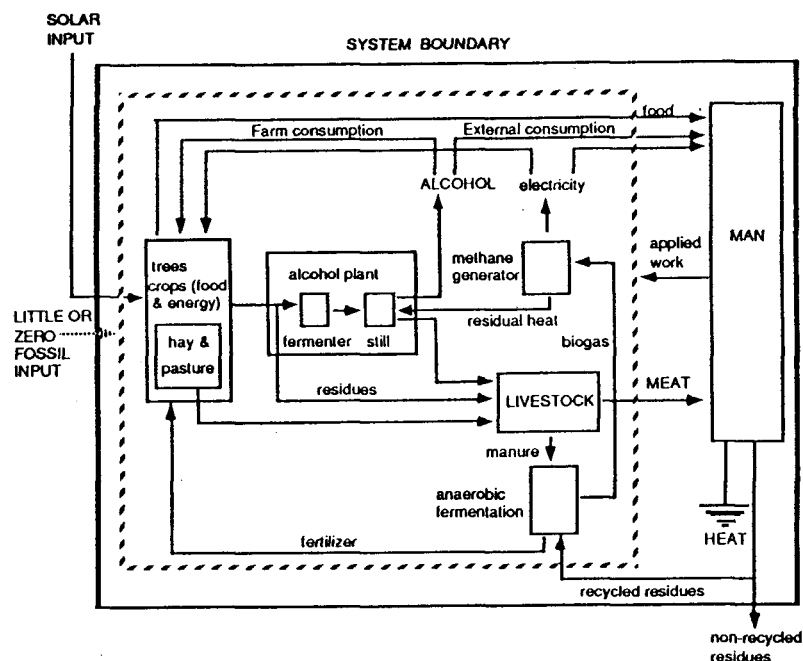 SOLAR
INPUT
SYSTEM BOUNDARY
food
Farm consumption
External consumption
ALCOHOL
electricity
MAN
trees
crops (food
& energy)
alcohol plant
methane
generator
applied
work
fermenter
still
residual heat
LITTLE OR
ZERO
FOSSIL
INPUT
hay &
pasture
biogas
residues
LIVESTOCK
MEAT
manure
anaerobic
fermentation
HEAT
fertilizer
recycled residues
non-recycled
residues